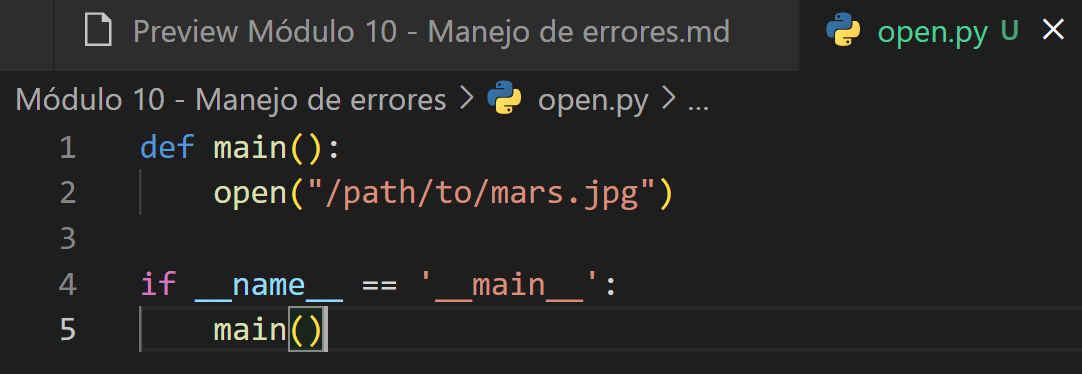 Preview Módulo 10 - Manejo de errores.md
open.py U
Módulo 10 - Manejo de errores > open.py > ...
1 def main():
2     open("/path/to/mars.jpg")
3
4 if __name__ == '__main__':
5     main()